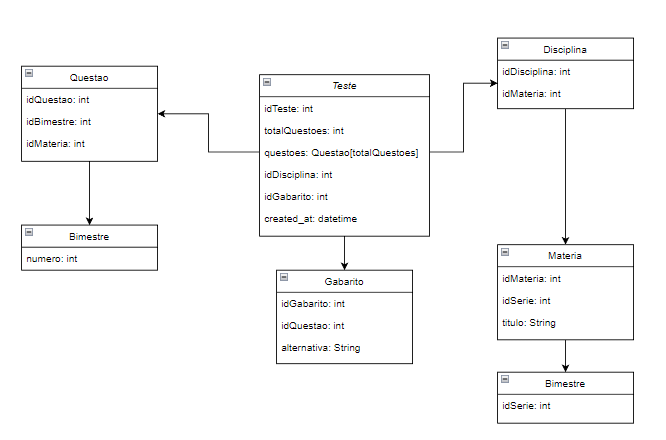 Questao
idQuestao: int
idBimestre: int
idMateria: int
Bimestre
numero: int
Teste
idTeste: int
totalQuestoes: int
questoes: Questao[totalQuestoes]
idDisciplina: int
idGabarito: int
created_at: datetime
Gabarito
idGabarito: int
idQuestao: int
alternativa: String
Disciplina
idDisciplina: int
idMateria: int
Materia
idMateria: int
idSerie: int
titulo: String
Bimestre
idSerie: int